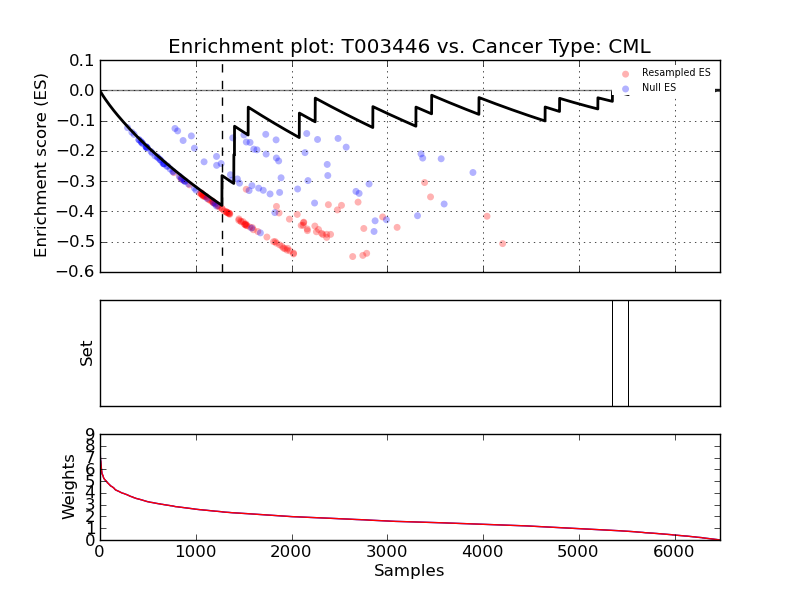 Enrichment plot: T003446 vs. Cancer Type: CML
Enrichment score (ES)
0.1
0.0
−0.1
−0.2
−0.3
−0.4
−0.5
−0.6
Resampled ES
Null ES
Set
Weights
9
8
7
6
5
4
3
2
1
0
0 1000 2000 3000 4000 5000 6000
Samples